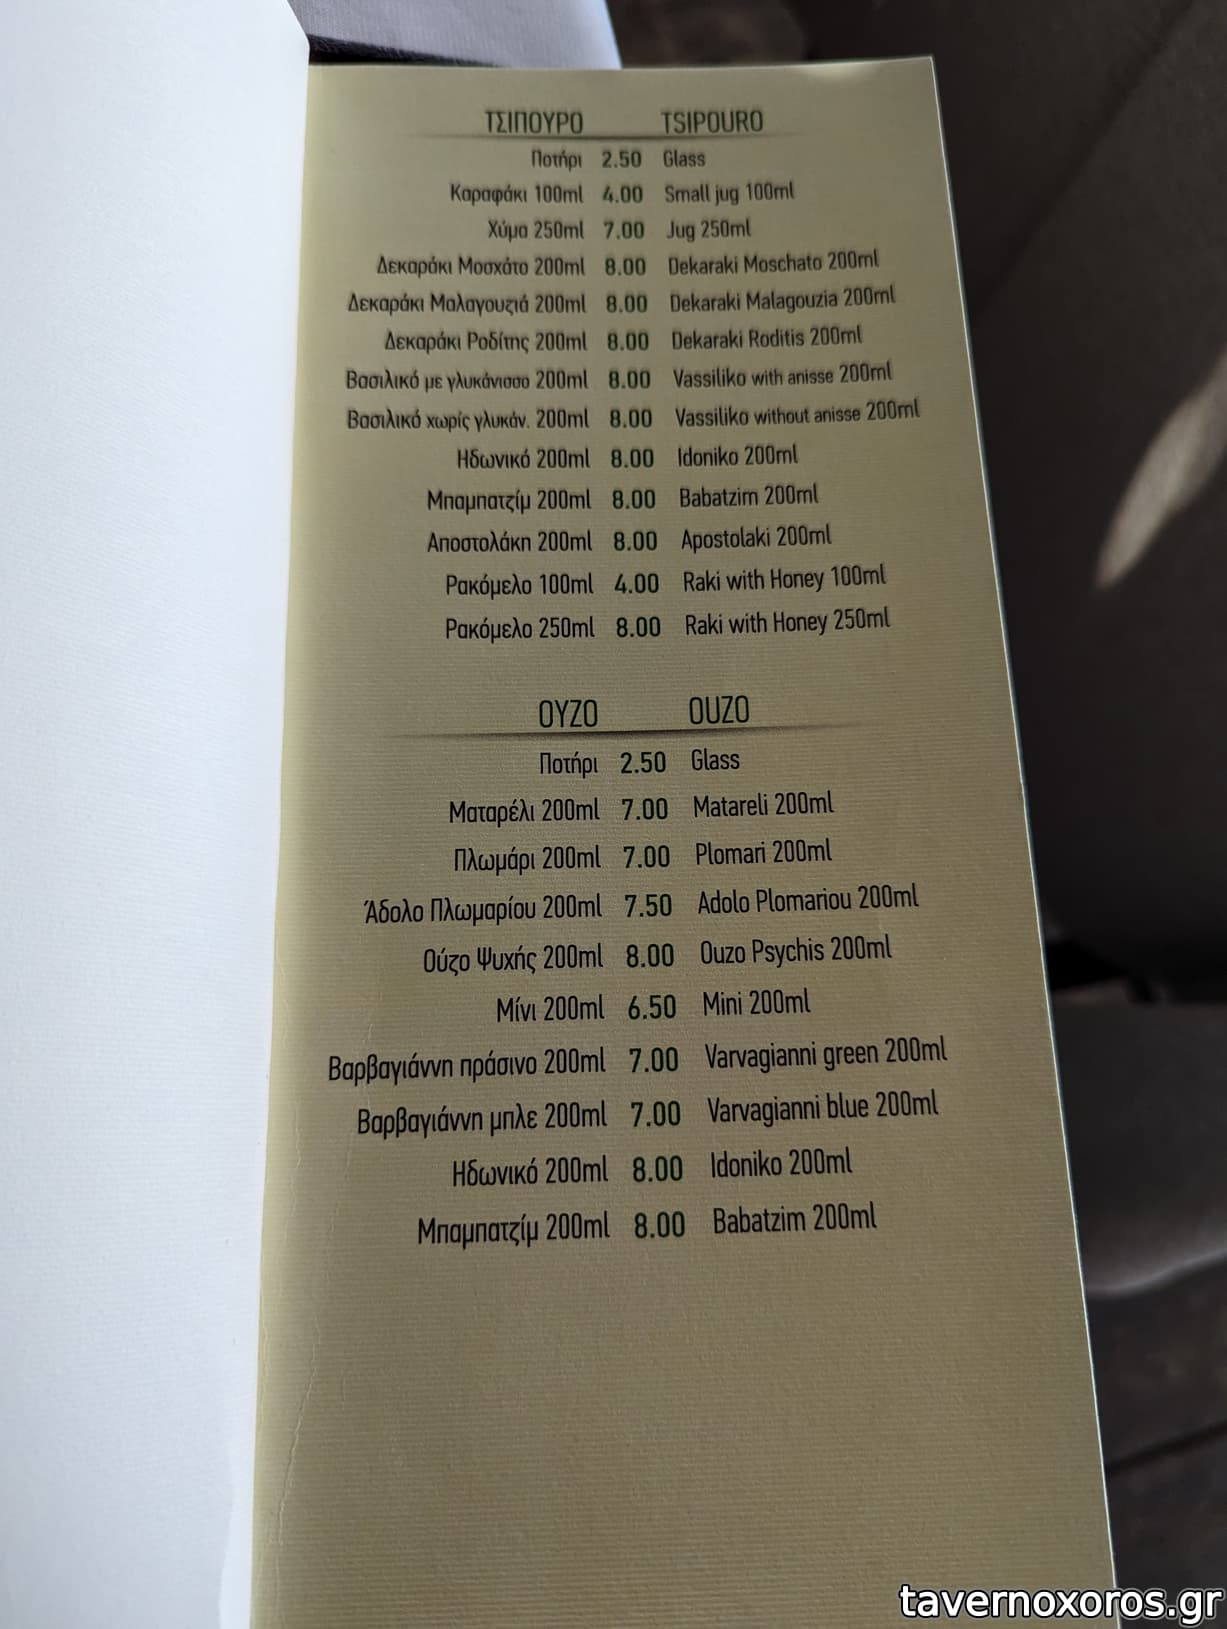 ΤΣΙΠΟΥΡΟ TSIPOURO
Ποτήρι 2.50 Glass
Καραφάκι 100ml 4.00 Small jug 100ml
Χύμα 250ml 7.00 Jug 250ml
Δεκαράκι Μοσχάτο 200ml 8.00 Dekaraki Moschato 200ml
Δεκαράκι Μαλαγουζιά 200ml 8.00 Dekaraki Malagouzia 200ml
Δεκαράκι Ροδίτης 200ml 8.00 Dekaraki Roditis 200ml
Βασιλικό με γλυκάνισσο 200ml 8.00 Vassiliko with anisse 200ml
Βασιλικό χωρίς γλυκάν. 200ml 8.00 Vassiliko without anisse 200ml
Ηδωνικό 200ml 8.00 Idoniko 200ml
Μπαμπατζίμ 200ml 8.00 Babatzim 200ml
Αποστολάκη 200ml 8.00 Apostolaki 200ml
Ρακόμελο 100ml 4.00 Raki with Honey 100ml
Ρακόμελο 250ml 8.00 Raki with Honey 250ml
ΟΥΖΟ OUZO
Ποτήρι 2.50 Glass
Ματαρέλι 200ml 7.00 Matareli 200ml
Πλωμάρι 200ml 7.00 Plomari 200ml
Άδολο Πλωμαρίου 200ml 7.50 Adolo Plomariou 200ml
Ούζο Ψυχής 200ml 8.00 Ouzo Psychis 200ml
Μίνι 200ml 6.50 Mini 200ml
Βαρβαγιάννη πράσινο 200ml 7.00 Varvagianni green 200ml
Βαρβαγιάννη μπλε 200ml 7.00 Varvagianni blue 200ml
Ηδωνικό 200ml 8.00 Idoniko 200ml
Μπαμπατζίμ 200ml 8.00 Babatzim 200ml
tavernoxoros.gr